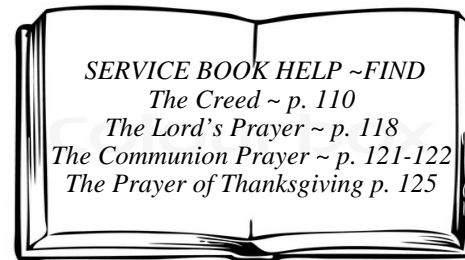 SERVICE BOOK HELP ~FIND
The Creed ~ p. 110
The Lord's Prayer ~ p. 118
The Communion Prayer ~ p. 121-122
The Prayer of Thanksgiving p. 125